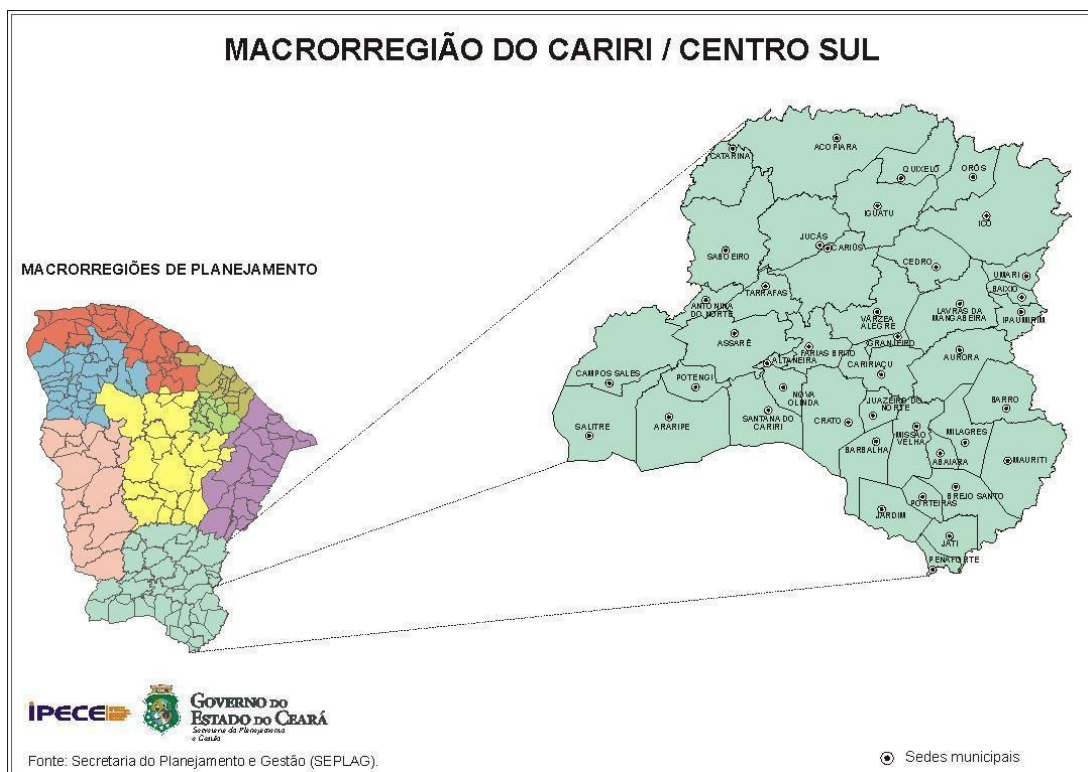 MACRORREGIÃO DO CARIRI / CENTRO SUL
MACRORREGIÕES DE PLANEJAMENTO
CATARINA
ACOPIARA
QUIXELÔ
ORÓS
IGUATU
ICÓ
JUCÁS
CARIÚS
SABOEIRO
CEDRO
UMARI
BAIXIO
IPAUMIRIM
TARRAFAS
ANTONINA
DO NORTE
VÁRZEA
ALEGRE
LAVRAS DA
MANGABEIRA
GRANJEIRO
ASSARÉ
FARIAS BRITO
ALTANEIRA
CARIRIAÇU
AURORA
CAMPOS SALES
POTENGI
NOVA
OLINDA
JUAZEIRO DO
NORTE
BARRO
SALITRE
ARARIPE
SANTANA DO
CARIRI
CRATO
MISSÃO
VELHA
MILAGRES
BARBALHA
ABAIARA
MAURITI
BREJO SANTO
PORTEIRAS
JARDIM
JATI
PENAFORTE
IPECE
GOVERNO DO
ESTADO DO CEARÁ
Secretaria do Planejamento
e Gestão
Fonte: Secretaria do Planejamento e Gestão (SEPLAG).
Sedes municipais